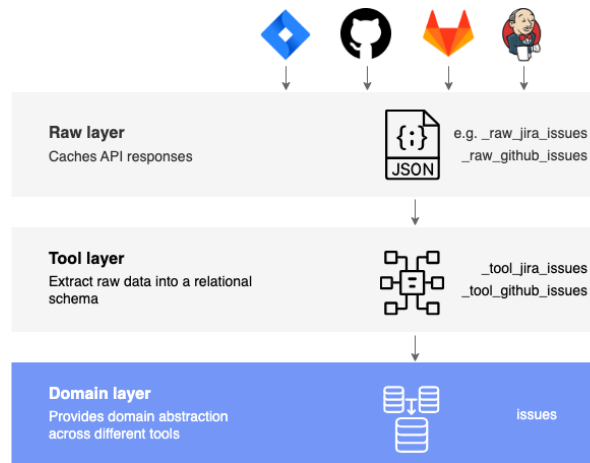 Raw layer
Caches API responses
{;}
JSON
e.g. _raw_jira_issues
_raw_github_issues
Tool layer
Extract raw data into a relational
schema
_tool_jira_issues
_tool_github_issues
Domain layer
Provides domain abstraction
across different tools
issues